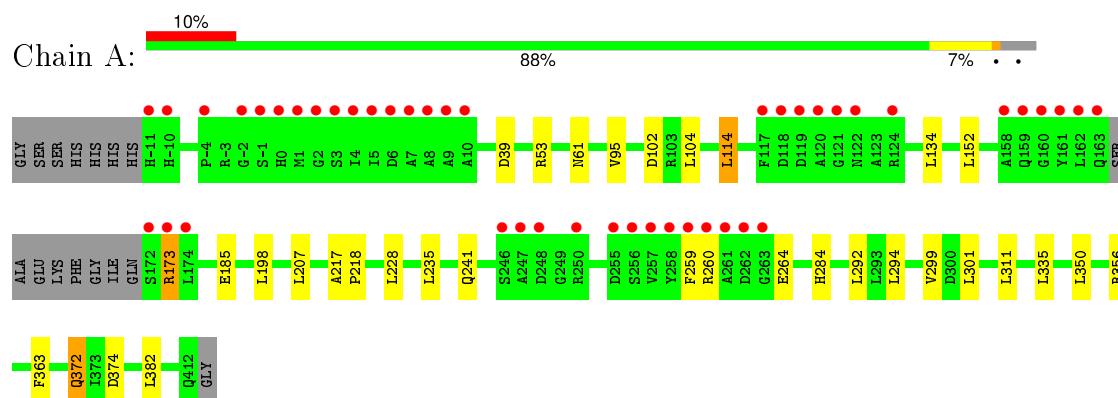 10%
Chain A:
88% 7% • •
GLY SER SER HIS HIS HIS HIS HIS H-11 H-10 P-4 R-3 G-2 S-1 H0 M1 G2 S3 I4 I5 D6 A7 A8 A9 A10 D39 R53 N61 V95 D102 R103 L104 L114 F117 D118 D119 A120 G121 N122 A123 R124 L134 L152 A158 Q159 G160 Y161 L162 Q163 SER
ALA GLU LYS PHE GLY ILE GLN S172 R173 L174 E185 L198 L207 A217 P218 L228 L235 Q241 S246 A247 D248 G249 R250 D255 S256 V257 Y258 F259 R260 A261 D262 G263 E264 H284 L292 L293 L294 V299 D300 L301 L311 L335 L350
F363 Q372 I373 D374 L382 Q412 GLY